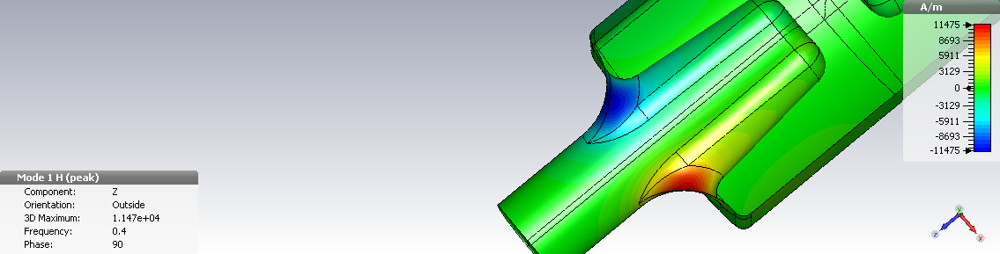 A/m
11475
8693
5911
3129
0
-3129
-5911
-8693
-11475
Mode 1 H (peak)
Component: Z
Orientation: Outside
3D Maximum: 1.147e+04
Frequency: 0.4
Phase: 90
y
z
x